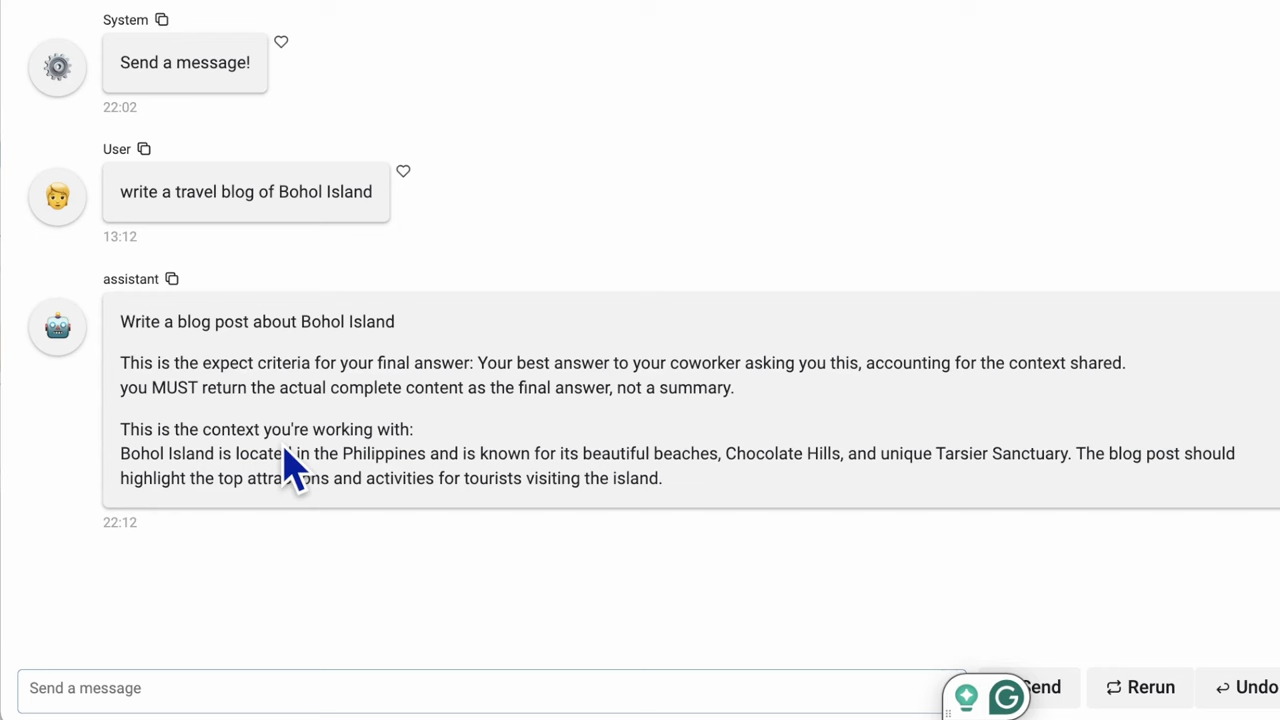 System
Send a message!
22:02
User
write a travel blog of Bohol Island
13:12
assistant
Write a blog post about Bohol Island
This is the expect criteria for your final answer: Your best answer to your coworker asking you this, accounting for the context shared.
you MUST return the actual complete content as the final answer, not a summary.
This is the context you're working with:
Bohol Island is located in the Philippines and is known for its beautiful beaches, Chocolate Hills, and unique Tarsier Sanctuary. The blog post should
highlight the top attractions and activities for tourists visiting the island.
22:12
Send a message
Send
Rerun
Undo